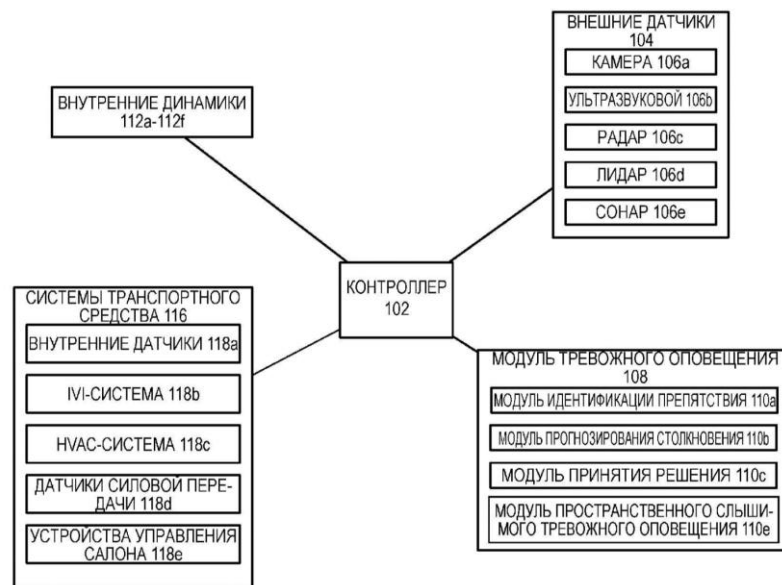 ВНЕШНИЕ ДАТЧИКИ
104
КАМЕРА 106a
УЛЬТРАЗВУКОВОЙ 106b
РАДАР 106c
ЛИДАР 106d
СОНАР 106e
ВНУТРЕННИЕ ДИНАМИКИ
112a-112f
КОНТРОЛЛЕР
102
СИСТЕМЫ ТРАНСПОРТНОГО
СРЕДСТВА 116
ВНУТРЕННИЕ ДАТЧИКИ 118a
IVI-СИСТЕМА 118b
HVAC-СИСТЕМА 118c
ДАТЧИКИ СИЛОВОЙ ПЕРЕ-
ДАЧИ 118d
УСТРОЙСТВА УПРАВЛЕНИЯ
САЛОНА 118e
МОДУЛЬ ТРЕВОЖНОГО ОПОВЕЩЕНИЯ
108
МОДУЛЬ ИДЕНТИФИКАЦИИ ПРЕПЯТСТВИЯ 110a
МОДУЛЬ ПРОГНОЗИРОВАНИЯ СТОЛКНОВЕНИЯ 110b
МОДУЛЬ ПРИНЯТИЯ РЕШЕНИЯ 110c
МОДУЛЬ ПРОСТРАНСТВЕННОГО СЛЫШИ-
МОГО ТРЕВОЖНОГО ОПОВЕЩЕНИЯ 110e